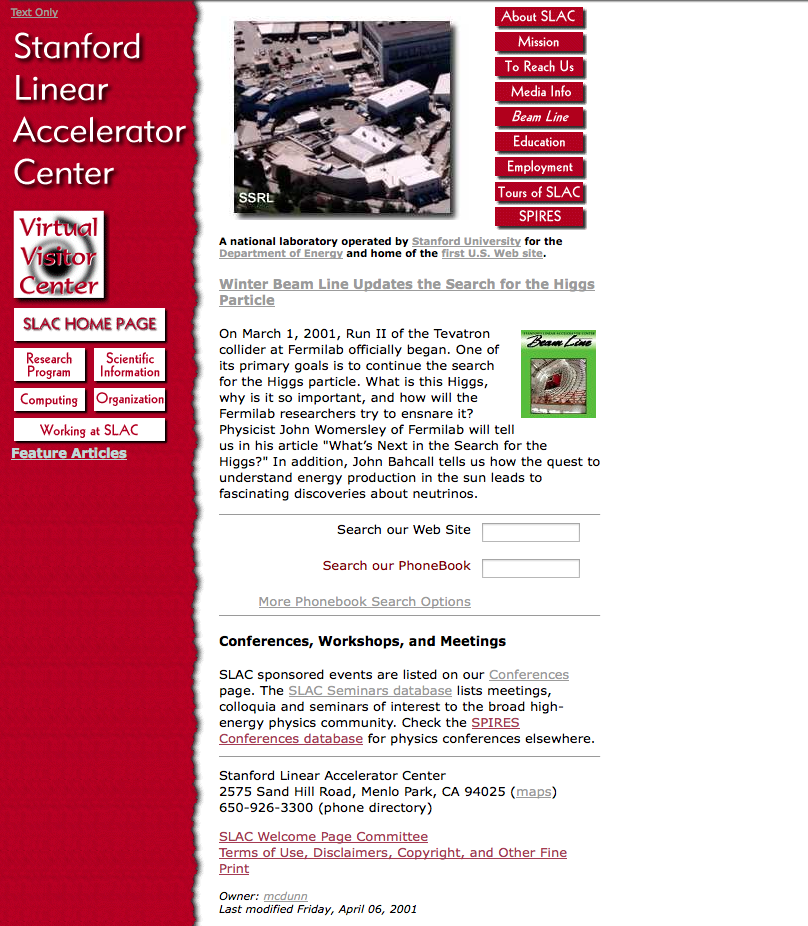 Text Only
Stanford
Linear
Accelerator
Center
Virtual
Visitor
Center
SLAC HOME PAGE
Research
Program
Scientific
Information
Computing
Organization
Working at SLAC
Feature Articles
SSRL
About SLAC
Mission
To Reach Us
Media Info
Beam Line
Education
Employment
Tours of SLAC
SPIRES
A national laboratory operated by Stanford University for the
Department of Energy and home of the first U.S. Web site.
Winter Beam Line Updates the Search for the Higgs
Particle
On March 1, 2001, Run II of the Tevatron
collider at Fermilab officially began. One of
its primary goals is to continue the search
for the Higgs particle. What is this Higgs,
why is it so important, and how will the
Fermilab researchers try to ensnare it?
Physicist John Womersley of Fermilab will tell
us in his article "What’s Next in the Search for the
Higgs?" In addition, John Bahcall tells us how the quest to
understand energy production in the sun leads to
fascinating discoveries about neutrinos.
Beam Line
Search our Web Site
Search our PhoneBook
More Phonebook Search Options
Conferences, Workshops, and Meetings
SLAC sponsored events are listed on our Conferences
page. The SLAC Seminars database lists meetings,
colloquia and seminars of interest to the broad high-
energy physics community. Check the SPIRES
Conferences database for physics conferences elsewhere.
Stanford Linear Accelerator Center
2575 Sand Hill Road, Menlo Park, CA 94025 (maps)
650-926-3300 (phone directory)
SLAC Welcome Page Committee
Terms of Use, Disclaimers, Copyright, and Other Fine
Print
Owner: mcdunn
Last modified Friday, April 06, 2001